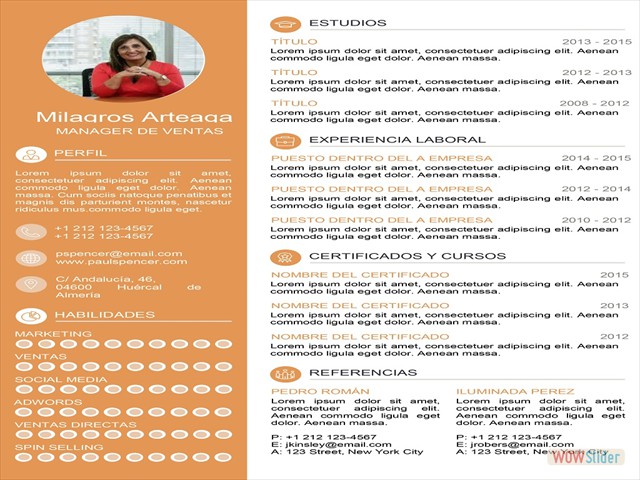 Milagros Arteaga
MANAGER DE VENTAS
PERFIL
Lorem ipsum dolor sit amet,
consectetuer adipiscing elit. Aenean
commodo ligula eget dolor. Aenean
massa. Cum sociis natoque penatibus et
magnis dis parturient montes, nascetur
ridiculus mus.commodo ligula eget.
+1 212 123-4567
+1 212 123-4567
pspencer@email.com
www.paulspencer.com
C/ Andalucía, 46,
04600 Huércal de
Almería
HABILIDADES
MARKETING
VENTAS
SOCIAL MEDIA
ADWORDS
VENTAS DIRECTAS
SPIN SELLING
ESTUDIOS
TÍTULO 2013 - 2015
Lorem ipsum dolor sit amet, consectetuer adipiscing elit. Aenean
commodo ligula eget dolor. Aenean massa.
TÍTULO 2012 - 2013
Lorem ipsum dolor sit amet, consectetuer adipiscing elit. Aenean
commodo ligula eget dolor. Aenean massa.
TÍTULO 2008 - 2012
Lorem ipsum dolor sit amet, consectetuer adipiscing elit. Aenean
commodo ligula eget dolor. Aenean massa.
EXPERIENCIA LABORAL
PUESTO DENTRO DEL A EMPRESA 2014 - 2015
Lorem ipsum dolor sit amet, consectetuer adipiscing elit. Aenean
commodo ligula eget dolor. Aenean massa.
PUESTO DENTRO DEL A EMPRESA 2012 - 2014
Lorem ipsum dolor sit amet, consectetuer adipiscing elit. Aenean
commodo ligula eget dolor. Aenean massa.
PUESTO DENTRO DEL A EMPRESA 2010 - 2012
Lorem ipsum dolor sit amet, consectetuer adipiscing elit. Aenean
commodo ligula eget dolor. Aenean massa.
CERTIFICADOS Y CURSOS
NOMBRE DEL CERTIFICADO 2015
Lorem ipsum dolor sit amet, consectetuer adipiscing elit. Aenean
commodo ligula eget dolor. Aenean massa.
NOMBRE DEL CERTIFICADO 2013
Lorem ipsum dolor sit amet, consectetuer adipiscing elit. Aenean
commodo ligula eget dolor. Aenean massa.
NOMBRE DEL CERTIFICADO 2012
Lorem ipsum dolor sit amet, consectetuer adipiscing elit. Aenean
commodo ligula eget dolor. Aenean massa.
REFERENCIAS
PEDRO ROMÁN
Lorem ipsum dolor sit
amet, consectetuer
adipiscing elit.
Aenean commodo
ligula eget dolor.
Aenean massa.
P: +1 212 123-4567
E: jkinsley@email.com
A: 123 Street, New York City
ILUMINADA PEREZ
Lorem ipsum dolor sit
amet, consectetuer
adipiscing elit.
Aenean commodo
ligula eget dolor.
Aenean massa.
P: +1 212 123-4567
E: jrobers@email.com
A: 123 Street, New York City
WOWSlider